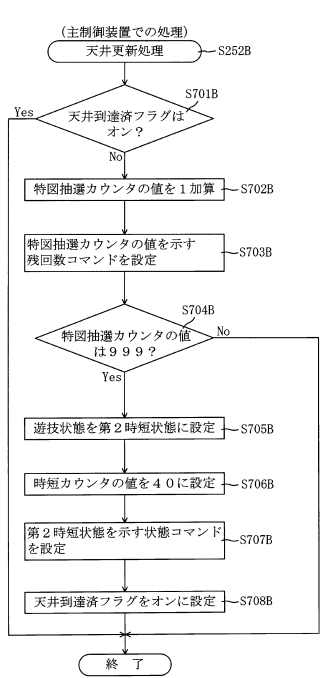 (主制御装置での処理)
天井更新処理
S252B
S701B
Yes
天井到達済フラグは
オン？
No
特図抽選カウンタの値を１加算
S702B
特図抽選カウンタの値を示す
残回数コマンドを設定
S703B
S704B
特図抽選カウンタの値
は９９９？
No
Yes
遊技状態を第２時短状態に設定
S705B
時短カウンタの値を４０に設定
S706B
第２時短状態を示す状態コマンド
を設定
S707B
天井到達済フラグをオンに設定
S708B
終 了